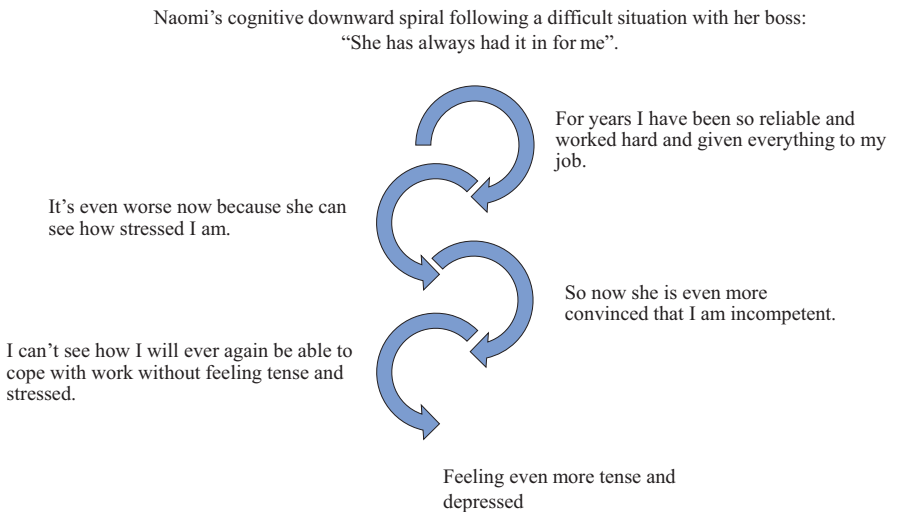 Naomi’s cognitive downward spiral following a difficult situation with her boss:
“She has always had it in for me”.
For years I have been so reliable and
worked hard and given everything to my
job.
It’s even worse now because she can
see how stressed I am.
So now she is even more
convinced that I am incompetent.
I can’t see how I will ever again be able to
cope with work without feeling tense and
stressed.
Feeling even more tense and
depressed